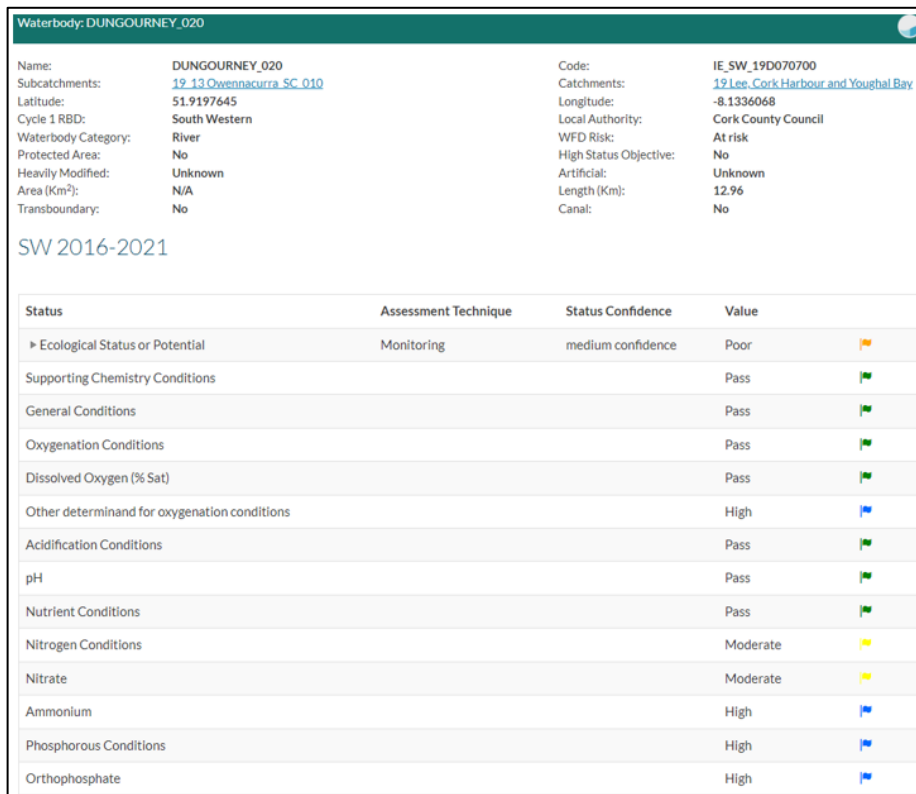 Waterbody: DUNGOURNEY_020
Name: DUNGOURNEY_020 Code: IE_SW_19D070700
Subcatchments: 19_13 Owennacurra_SC_010 Catchments: 19 Lee, Cork Harbour and Youghal Bay
Latitude: 51.9197645 Longitude: -8.1336068
Cycle 1 RBD: South Western Local Authority: Cork County Council
Waterbody Category: River WFD Risk: At risk
Protected Area: No High Status Objective: No
Heavily Modified: Unknown Artificial: Unknown
Area (Km²): N/A Length (Km): 12.96
Transboundary: No Canal: No
SW 2016-2021
Status Assessment Technique Status Confidence Value
Ecological Status or Potential Monitoring medium confidence Poor
Supporting Chemistry Conditions Pass
General Conditions Pass
Oxygenation Conditions Pass
Dissolved Oxygen (% Sat) Pass
Other determinand for oxygenation conditions High
Acidification Conditions Pass
pH Pass
Nutrient Conditions Pass
Nitrogen Conditions Moderate
Nitrate Moderate
Ammonium High
Phosphorous Conditions High
Orthophosphate High